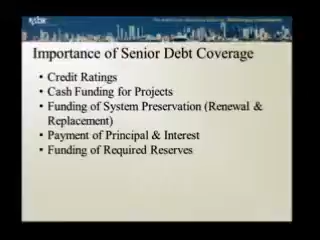 Importance of Senior Debt Coverage
• Credit Ratings
• Cash Funding for Projects
• Funding of System Preservation (Renewal &
Replacement)
• Payment of Principal & Interest
• Funding of Required Reserves